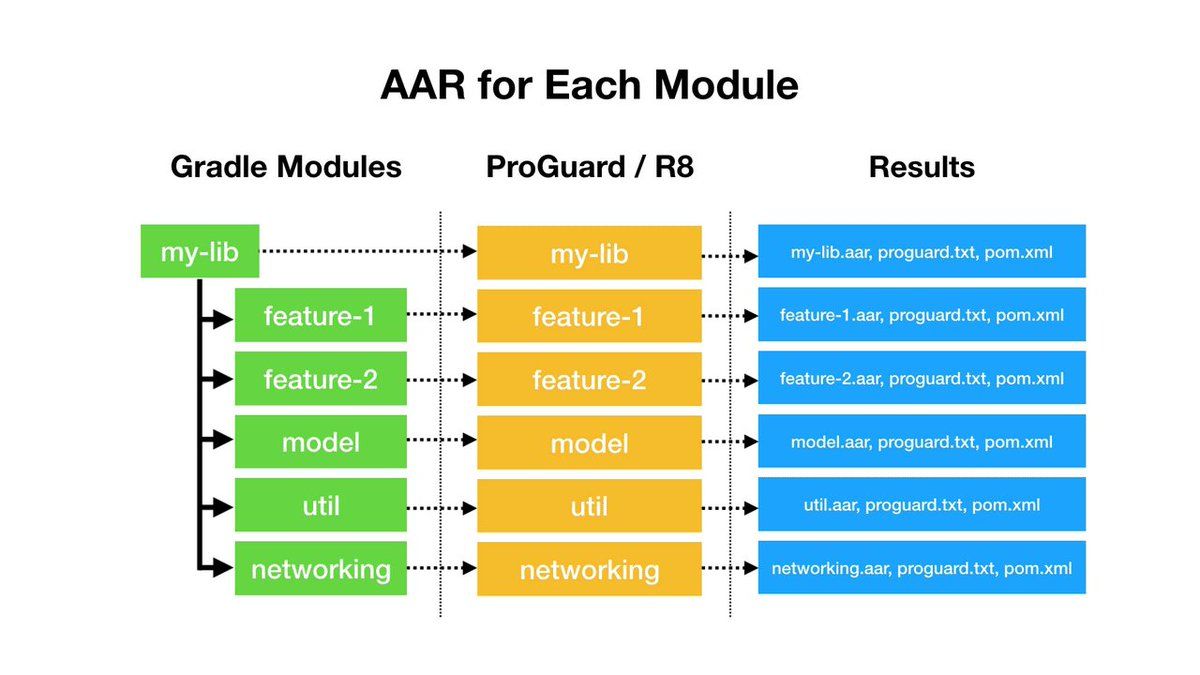 AAR for Each Module
Gradle Modules
ProGuard / R8
Results
my-lib
my-lib
my-lib.aar, proguard.txt, pom.xml
feature-1
feature-1
feature-1.aar, proguard.txt, pom.xml
feature-2
feature-2
feature-2.aar, proguard.txt, pom.xml
model
model
model.aar, proguard.txt, pom.xml
util
util
util.aar, proguard.txt, pom.xml
networking
networking
networking.aar, proguard.txt, pom.xml